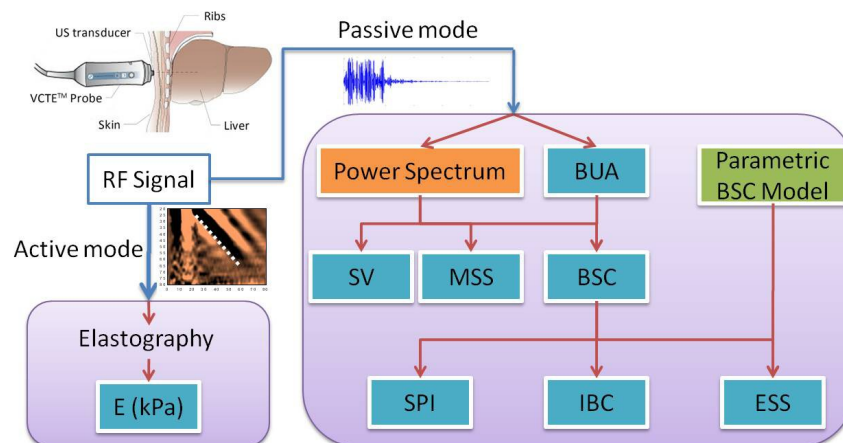 Ribs
US transducer
Passive mode
VCTE™ Probe
Skin
Liver
RF Signal
Power Spectrum
BUA
Parametric
BSC Model
Active mode
SV
MSS
BSC
Elastography
E (kPa)
SPI
IBC
ESS